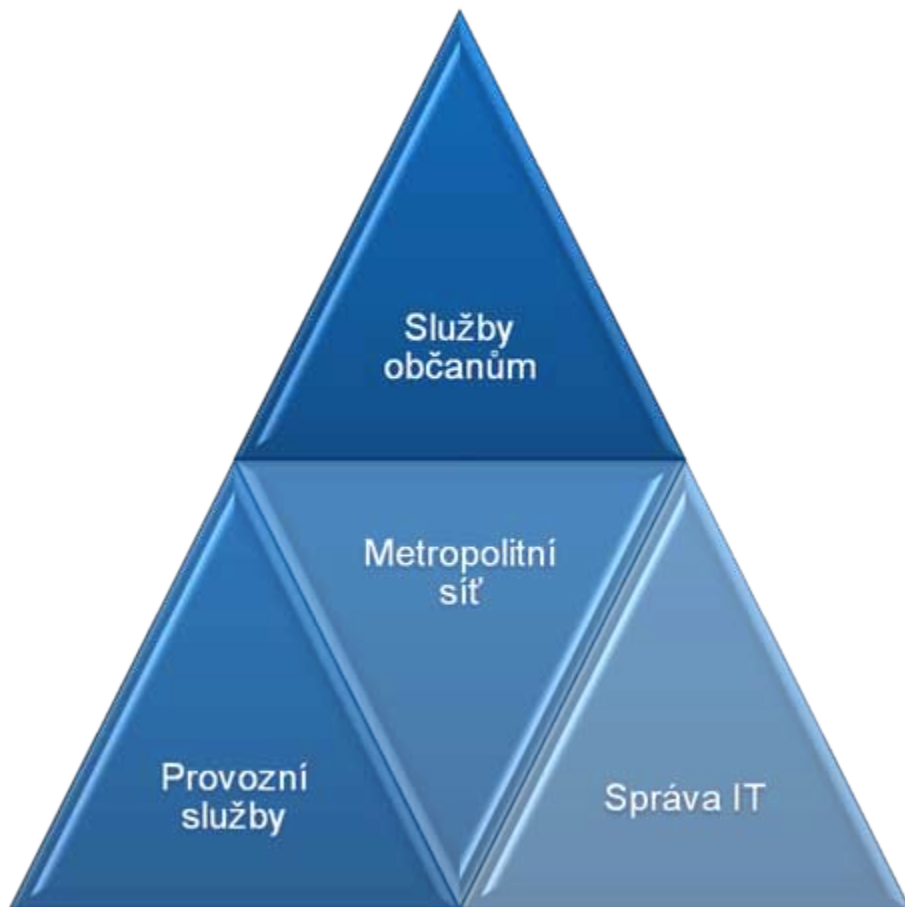 Služby
občanům
Metropolitní
síť
Provozní
služby
Správa IT